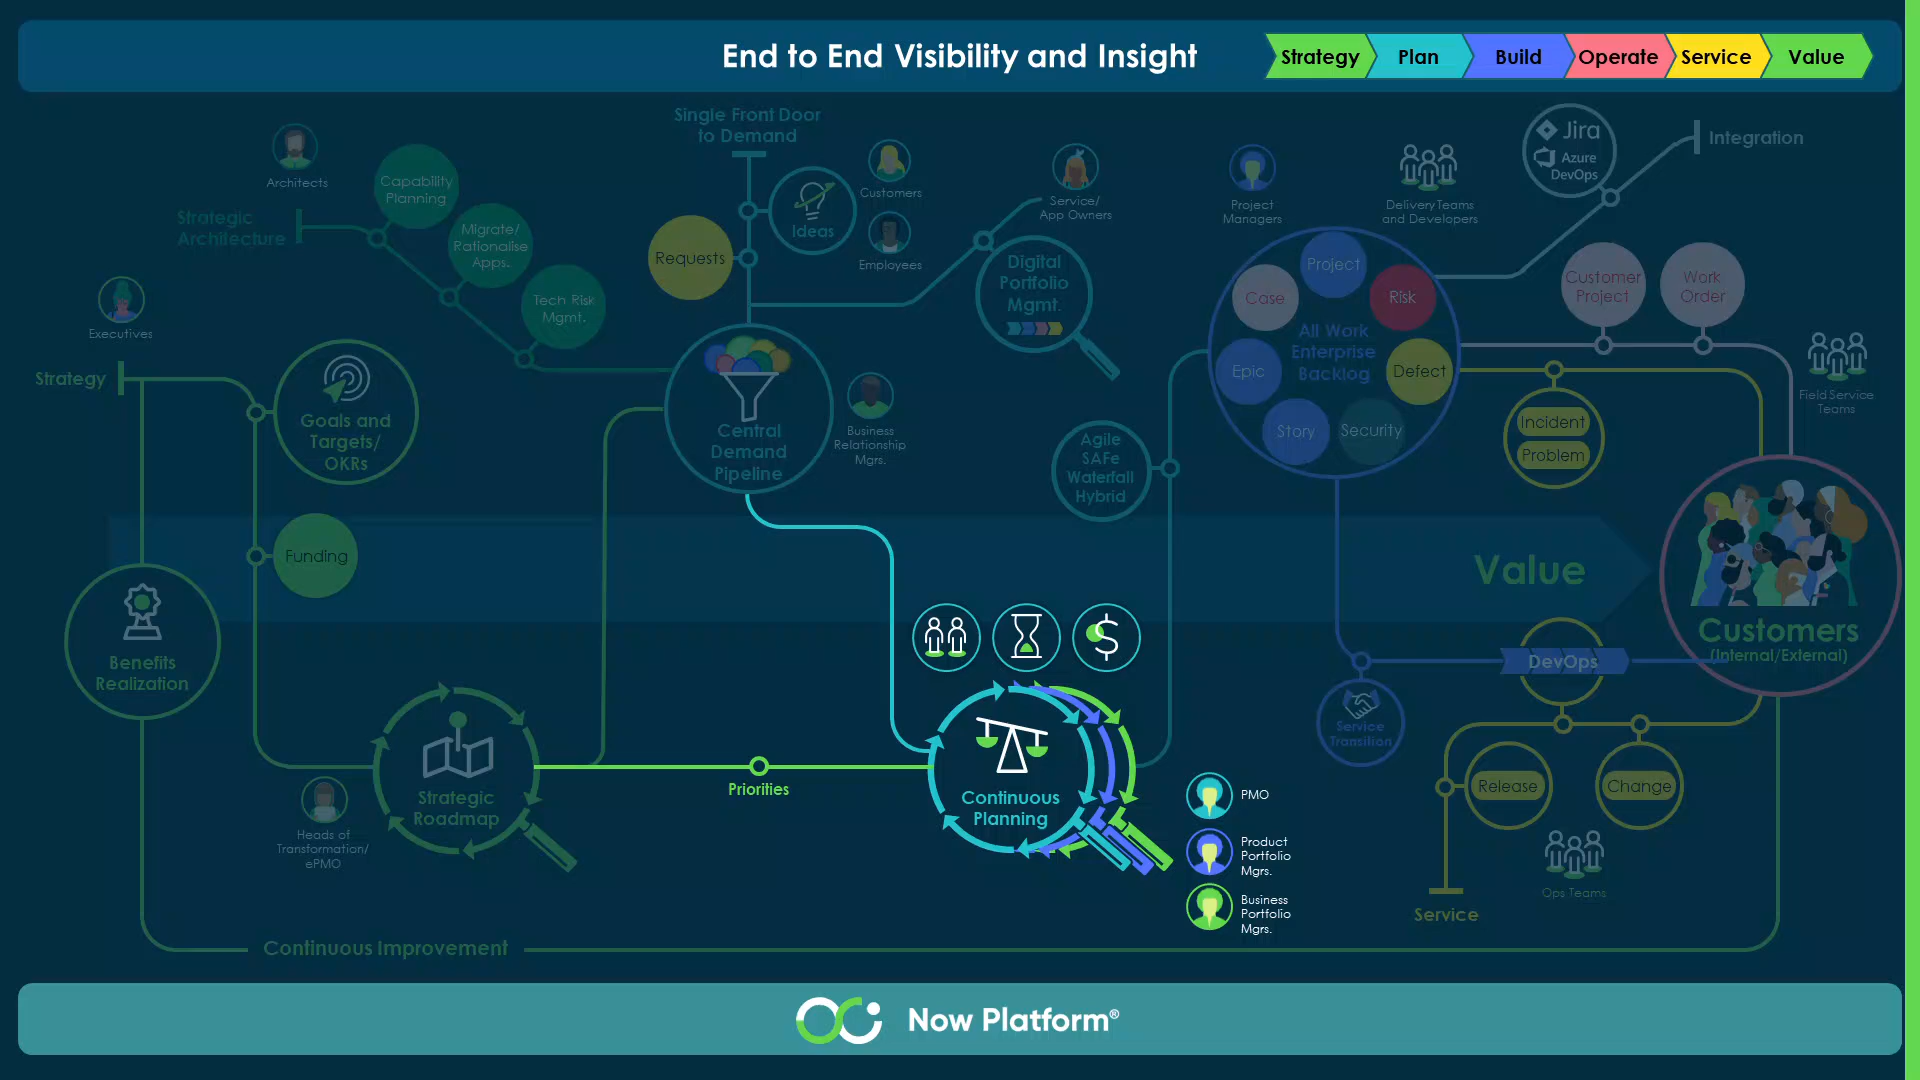 End to End Visibility and Insight
Strategy
Plan
Build
Operate
Service
Value
Single Front Door
to Demand
Architects
Capability
Planning
Strategic
Architecture
Migrate/
Rationalise
Apps.
Tech Risk
Mgmt.
Requests
Ideas
Customers
Employees
Service/
App Owners
Digital
Portfolio
Mgmt.
Project
Managers
Delivery Teams
and Developers
Jira
Azure
DevOps
Integration
Executives
Strategy
Goals and
Targets/
OKRs
Central
Demand
Pipeline
Business
Relationship
Mgrs.
Agile
SAFe
Waterfall
Hybrid
Project
Case
Risk
All Work
Enterprise
Backlog
Epic
Defect
Story
Security
Customer
Project
Work
Order
Incident
Problem
Field Service
Teams
Funding
Value
Benefits
Realization
Customers
(Internal/External)
DevOps
Service
Transition
Strategic
Roadmap
Heads of
Transformation/
ePMO
Priorities
Continuous
Planning
PMO
Product
Portfolio
Mgrs.
Business
Portfolio
Mgrs.
Release
Change
Ops Teams
Service
Continuous Improvement
Now Platform®